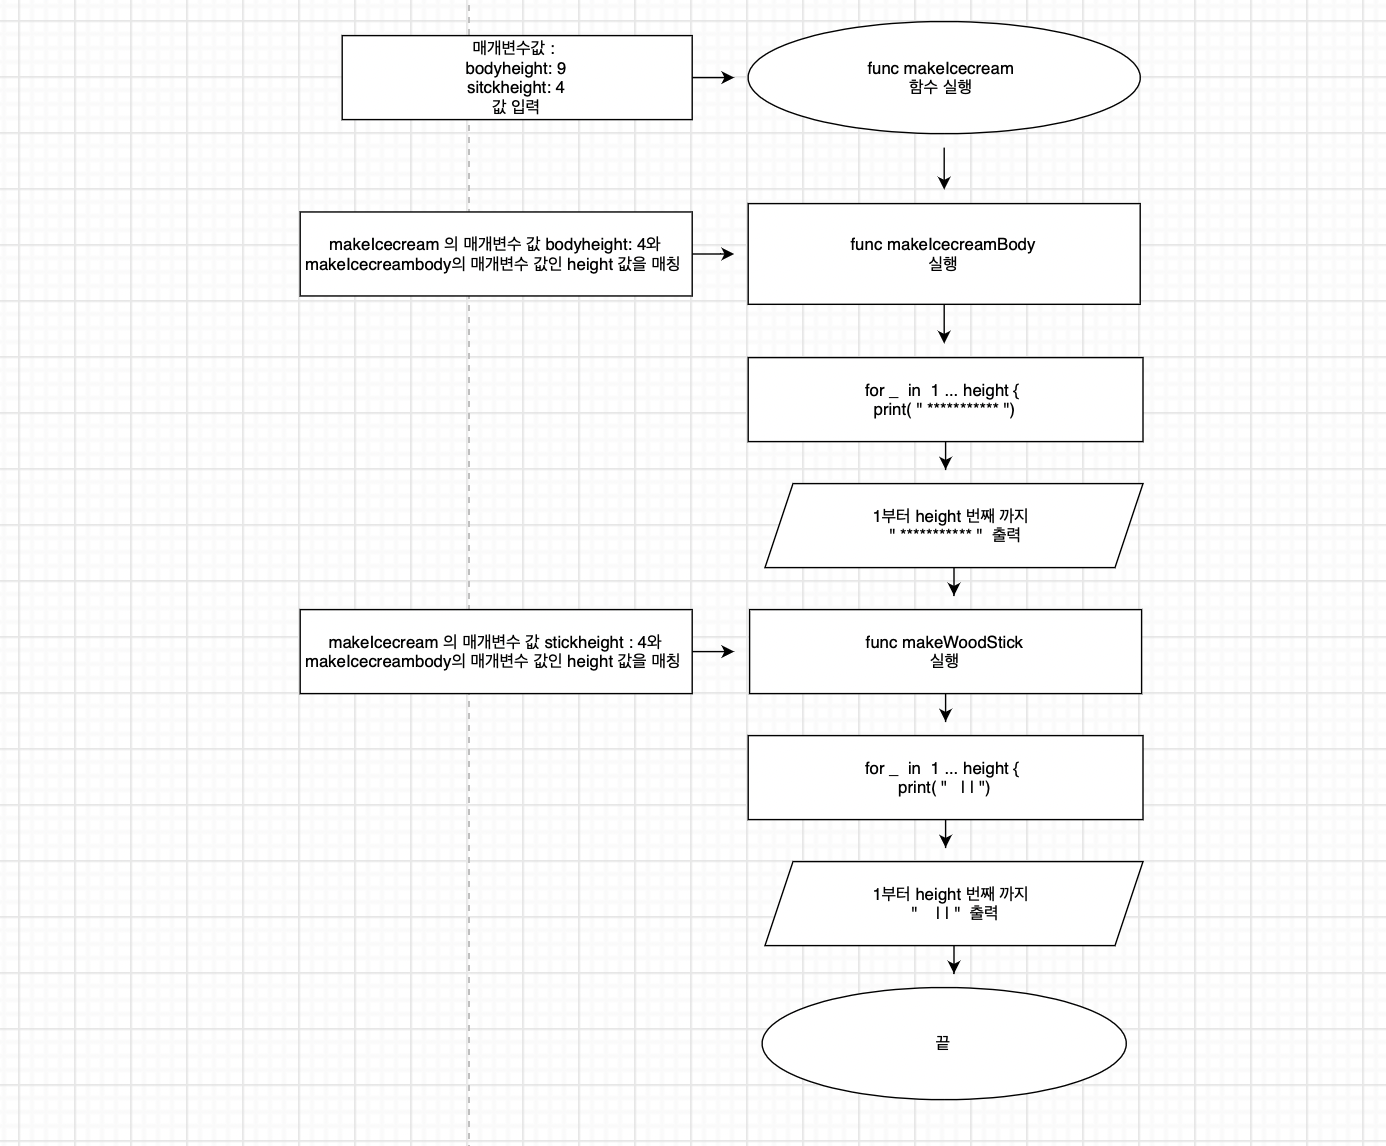 매개변수값 :
bodyheight: 9
sitckheight: 4
값 입력
func makeIcecream
함수 실행
makeIcecream 의 매개변수 값 bodyheight: 4와
makeIcecreambody의 매개변수 값인 height 값을 매칭
func makeIcecreamBody
실행
for _ in 1 ... height {
print( " *********** ")
1부터 height 번째 까지
" *********** " 출력
makeIcecream 의 매개변수 값 stickheight : 4와
makeIcecreambody의 매개변수 값인 height 값을 매칭
func makeWoodStick
실행
for _ in 1 ... height {
print( "   | | ")
1부터 height 번째 까지
"    | | " 출력
끝